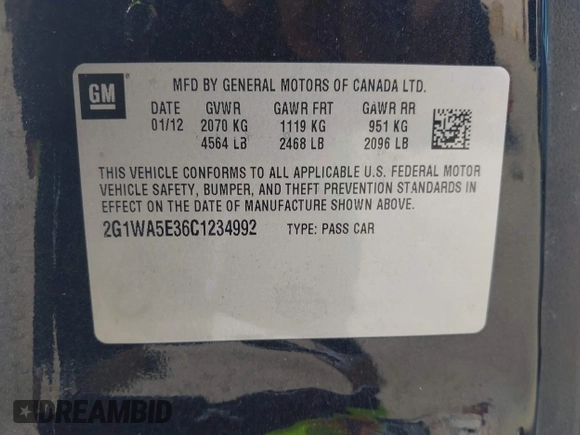 GM
MFD BY GENERAL MOTORS OF CANADA LTD.
DATE GVWR GAWR FRT GAWR RR
01/12 2070 KG 1119 KG 951 KG
4564 LB 2468 LB 2096 LB
THIS VEHICLE CONFORMS TO ALL APPLICABLE U.S. FEDERAL MOTOR
VEHICLE SAFETY, BUMPER, AND THEFT PREVENTION STANDARDS IN
EFFECT ON THE DATE OF MANUFACTURE SHOWN ABOVE.
2G1WA5E36C1234992 TYPE: PASS CAR
DREAMBID